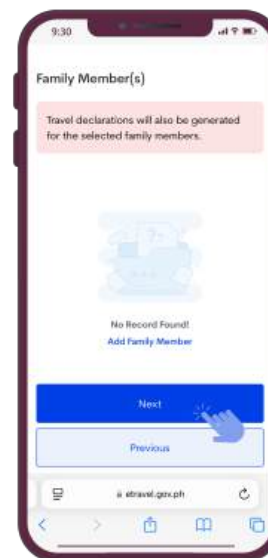 9:30
Family Member(s)
Travel declarations will also be generated
for the selected family members.
No Record Found!
Add Family Member
Next
Previous
etravel.gov.ph